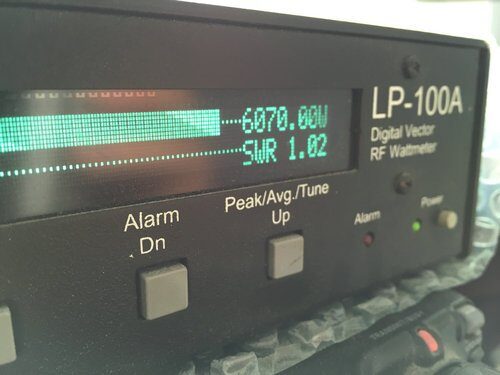 6070.00W
SWR 1.02
LP-100A
Digital Vector
RF Wattmeter
Alarm
Dn
Peak/Avg./Tune
Up
Alarm
Power